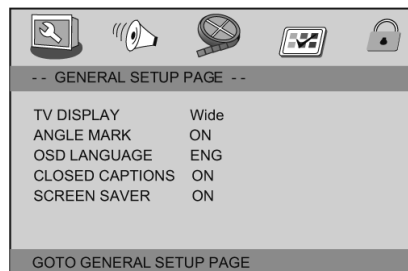 -- GENERAL SETUP PAGE --
TV DISPLAY Wide
ANGLE MARK ON
OSD LANGUAGE ENG
CLOSED CAPTIONS ON
SCREEN SAVER ON
GOTO GENERAL SETUP PAGE